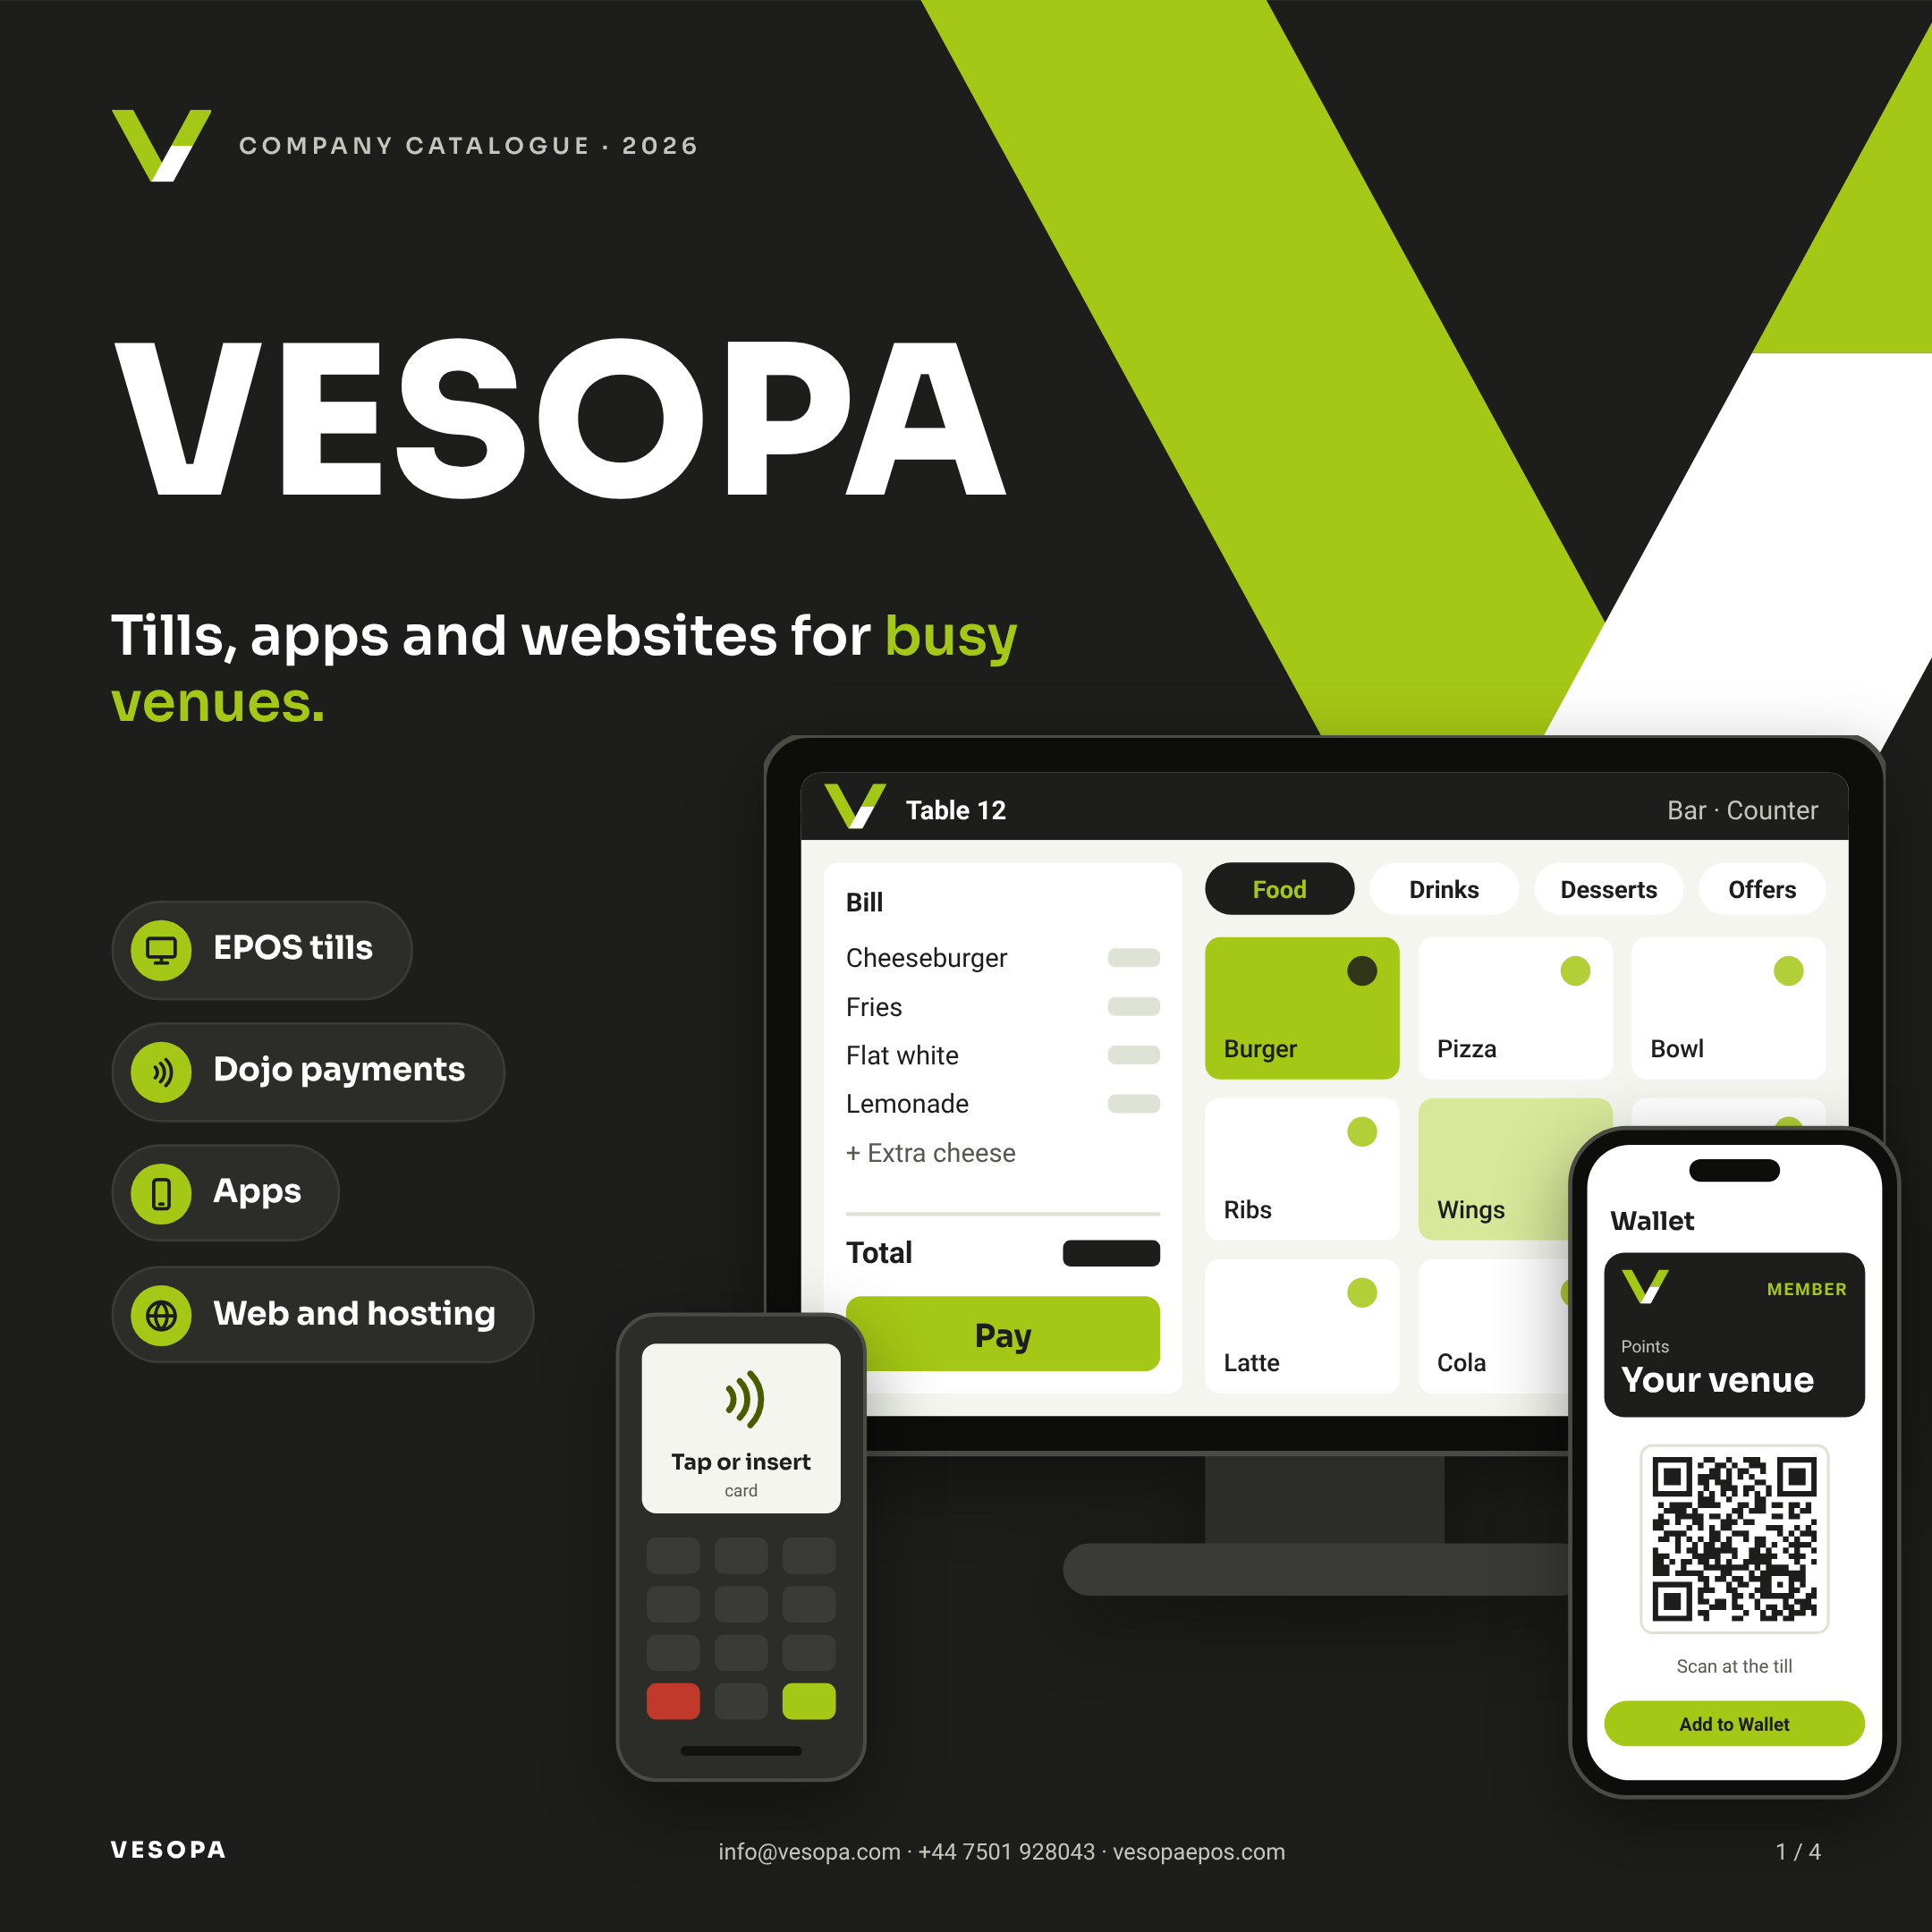 COMPANY CATALOGUE · 2026
VESOPA
Tills, apps and websites for busy
venues.
EPOS tills
Dojo payments
Apps
Web and hosting
Table 12
Bar · Counter
Bill
Cheeseburger
Fries
Flat white
Lemonade
+ Extra cheese
Total
Pay
Food
Drinks
Desserts
Offers
Burger
Pizza
Bowl
Ribs
Wings
Latte
Cola
Tap or insert
card
Wallet
MEMBER
Points
Your venue
Scan at the till
Add to Wallet
VESOPA
info@vesopa.com · +44 7501 928043 · vesopaepos.com
1 / 4